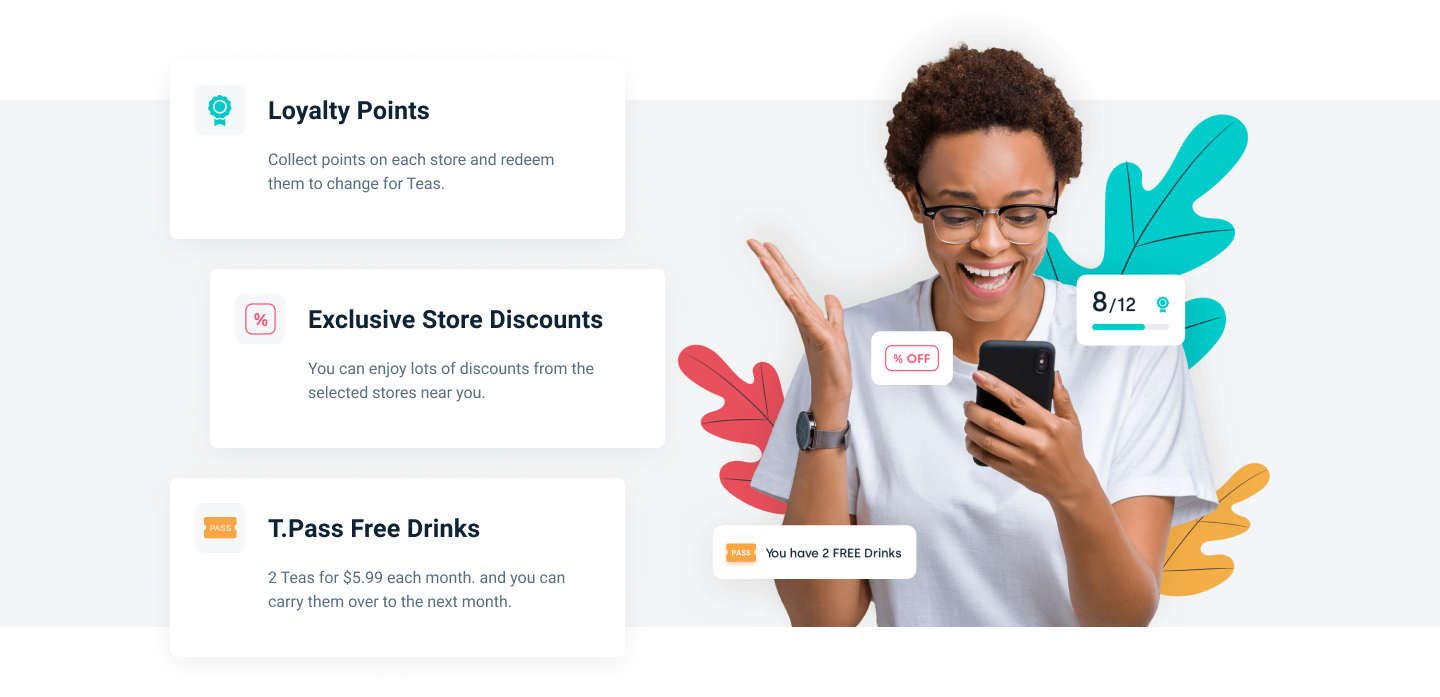 Loyalty Points
Collect points on each store and redeem
them to change for Teas.
%
Exclusive Store Discounts
You can enjoy lots of discounts from the
selected stores near you.
PASS
T.Pass Free Drinks
2 Teas for $5.99 each month. and you can
carry them over to the next month.
8/12
% OFF
PASS
You have 2 FREE Drinks